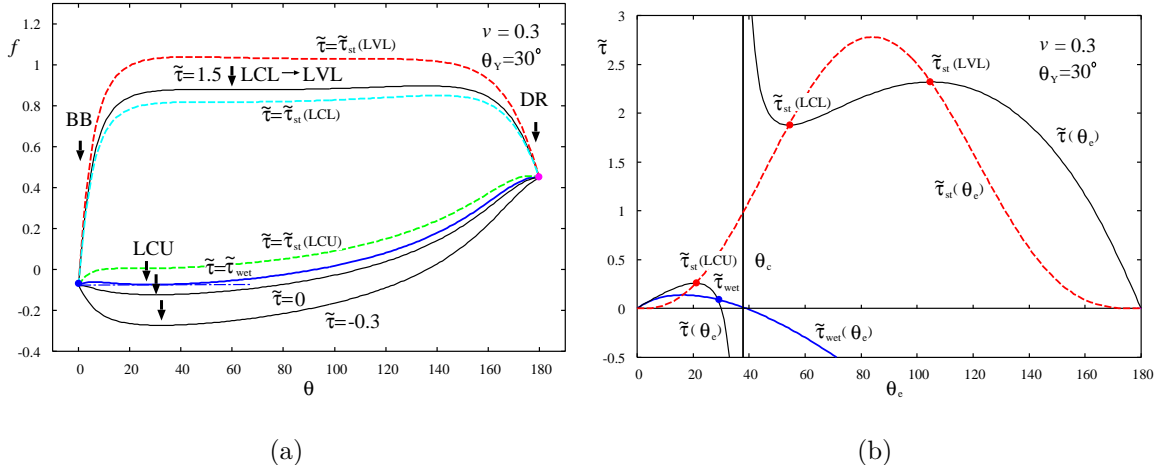 f
1.2
1
0.8
0.6
0.4
0.2
0
-0.2
-0.4
0 20 40 60 80 100 120 140 160 180
θ
ṽ = 0.3
θY=30°
τ̃=τ̃st(LVL)
τ̃=1.5 LCL→LVL
τ̃=τ̃st(LCL)
BB
DR
LCU
τ̃=τ̃st(LCU)
τ̃=τ̃wet
τ̃=0
τ̃=-0.3
(a)
τ̃
3
2.5
2
1.5
1
0.5
0
-0.5
0 20 40 60 80 100 120 140 160 180
θe
v = 0.3
θY=30°
τ̃st(LVL)
τ̃st(LCL)
τ̃(θe)
τ̃st(θe)
τ̃st(LCU)
θc
τ̃wet
τ̃(θe)
τ̃wet(θe)
(b)